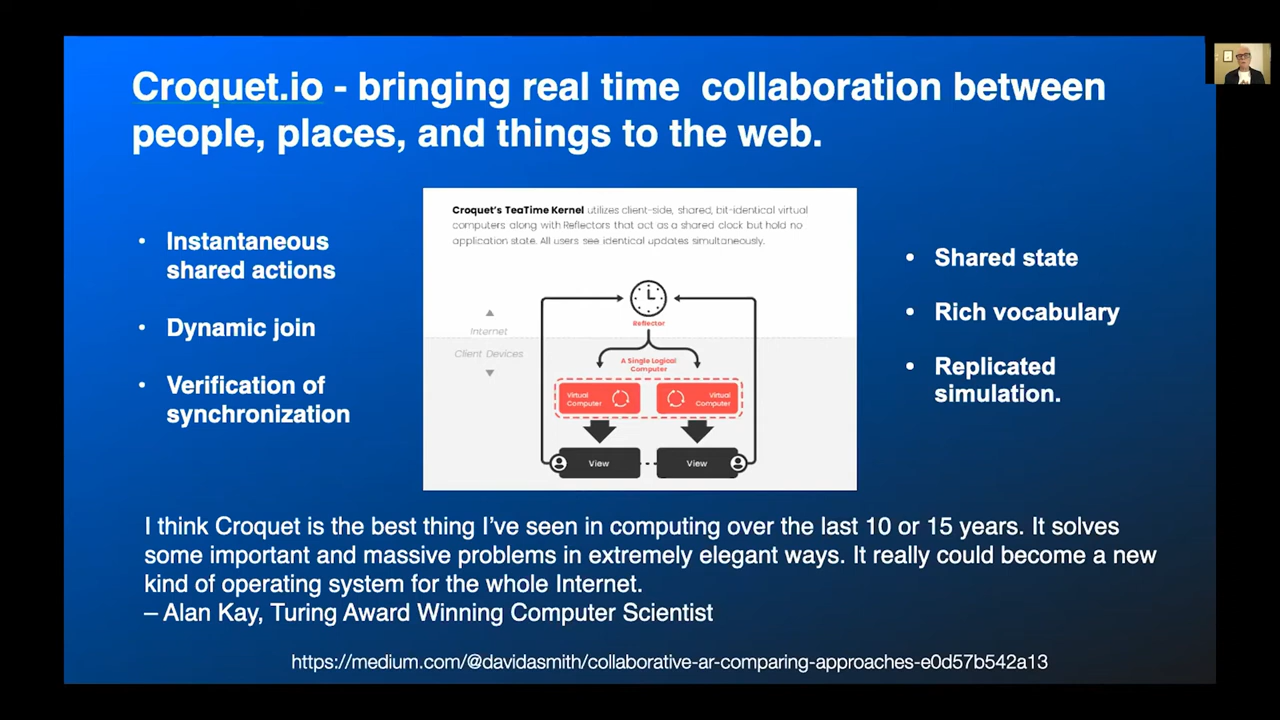 Croquet.io - bringing real time collaboration between
people, places, and things to the web.
• Instantaneous
shared actions
• Dynamic join
• Verification of
synchronization
Croquet's TeaTime Kernel utilizes client-side, shared, bit-identical virtual
computers along with Reflectors that act as a shared clock but hold no
application state. All users see identical updates simultaneously.
Reflector
Internet
Client Devices
A Single Logical
Computer
Virtual
Computer
Virtual
Computer
View
View
• Shared state
• Rich vocabulary
• Replicated
simulation.
I think Croquet is the best thing I've seen in computing over the last 10 or 15 years. It solves
some important and massive problems in extremely elegant ways. It really could become a new
kind of operating system for the whole Internet.
– Alan Kay, Turing Award Winning Computer Scientist
https://medium.com/@davidasmith/collaborative-ar-comparing-approaches-e0d57b542a13